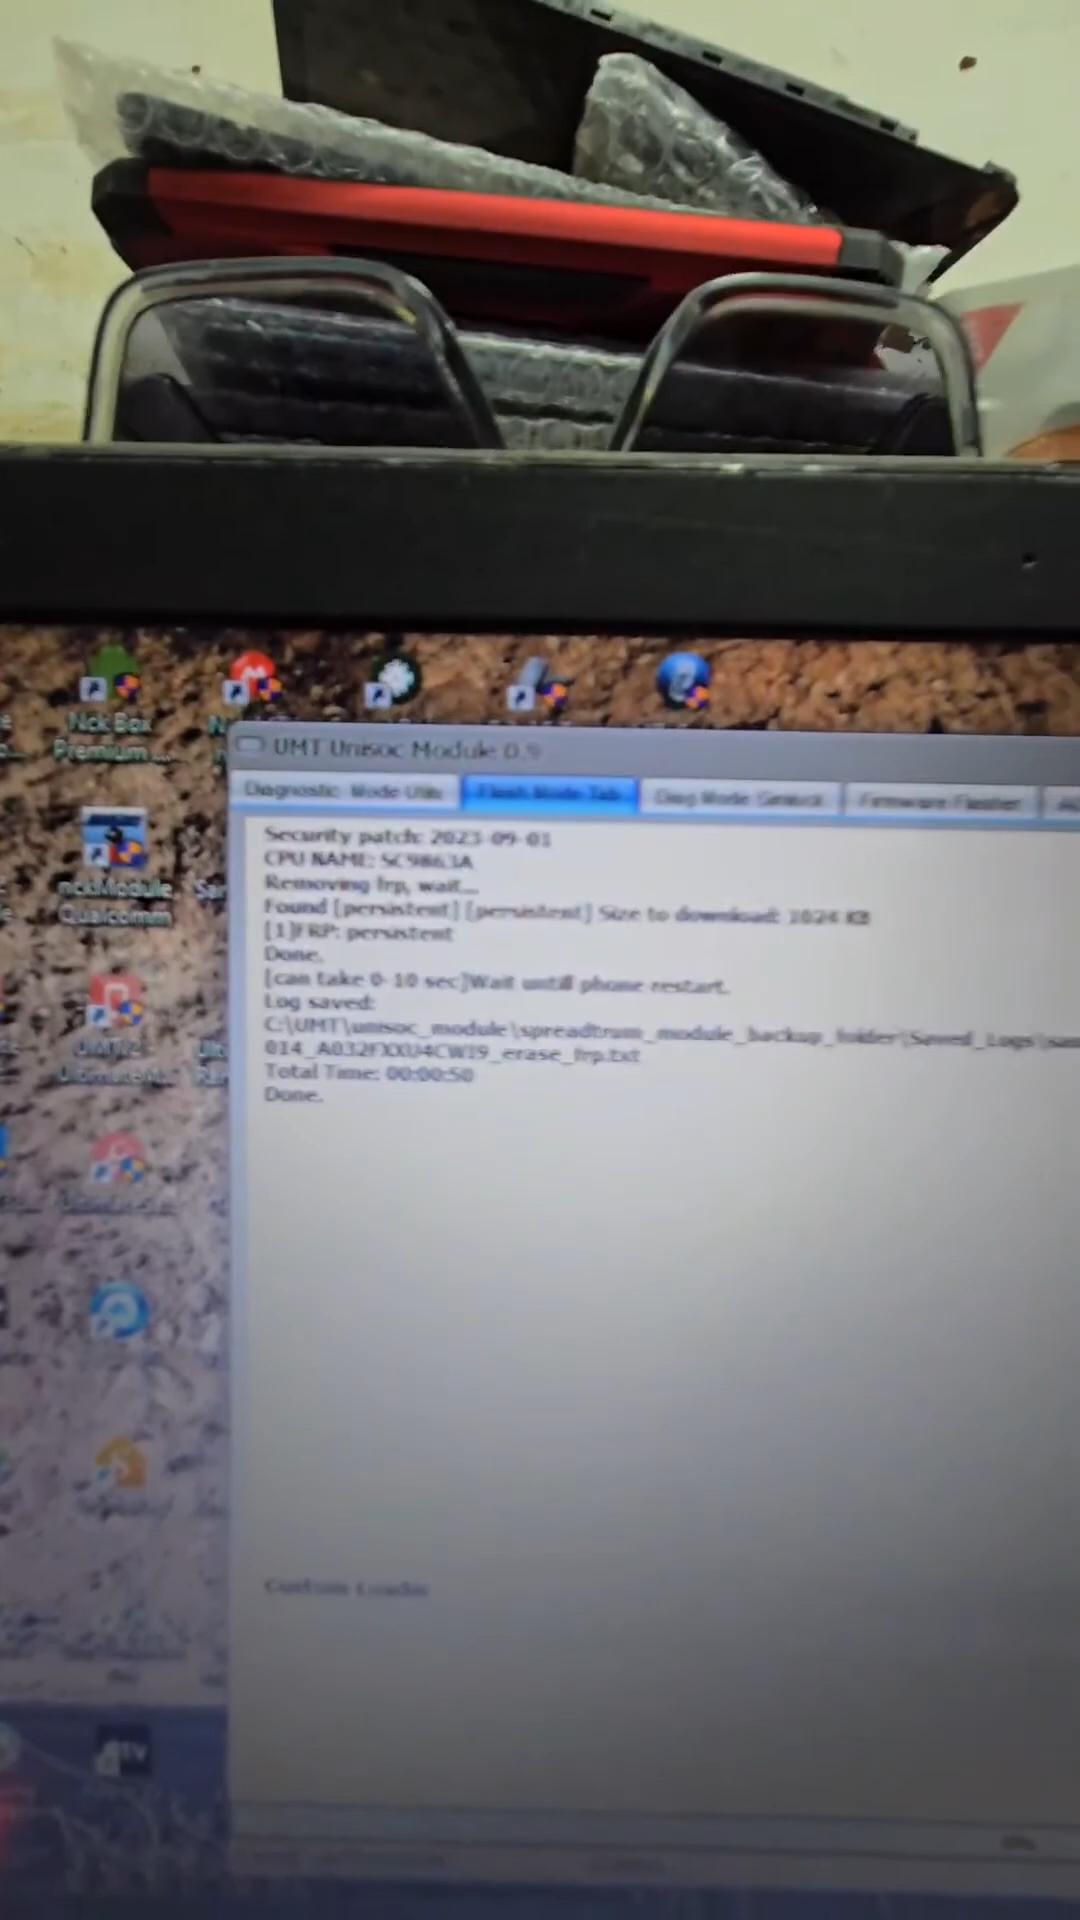 Nck Box
Premium ...
UMT Unisoc Module 0.9
Diagnostic Mode Utils
Flash Mode Tab
Diag Mode
Firmware Flasher
nckModule
Qualcomm
Security patch: 2023-09-01
CPU NAME: SC9863A
Removing frp, wait...
Found [persistent] [persistent] Size to download: 1024 KB
[1]FRP: persistent
Done.
[can take 0-10 sec]Wait untill phone restart.
Log saved:
C:\UMT\unisoc_module\spreadtrum_module_backup_folder\Saved_Logs\sam
014_A032FXXU4CWI9_erase_frp.txt
Total Time: 00:00:50
Done.
Custom Loader